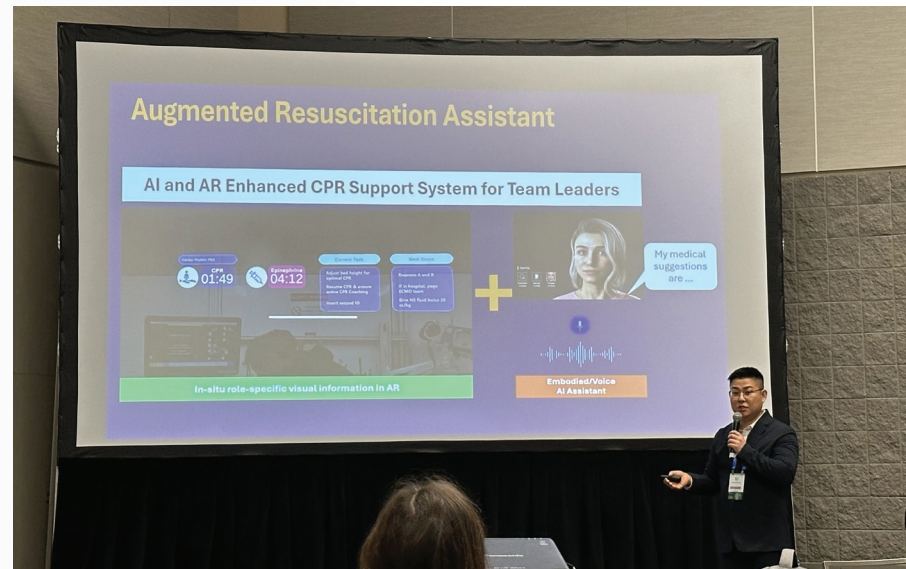 Augmented Resuscitation Assistant
AI and AR Enhanced CPR Support System for Team Leaders
CPR
01:49
Epinephrine
04:12
Current Tasks
Adjust bed height for
optimal CPR
Resume CPR & ensure
active CPR Coaching
Insert second IO
Next Steps
Reassess A and B
If in hospital, page
ECMO team
Give NS fluid bolus 20
mL/kg
In-situ role-specific visual information in AR
My medical
suggestions
are ...
Embodied/Voice
AI Assistant